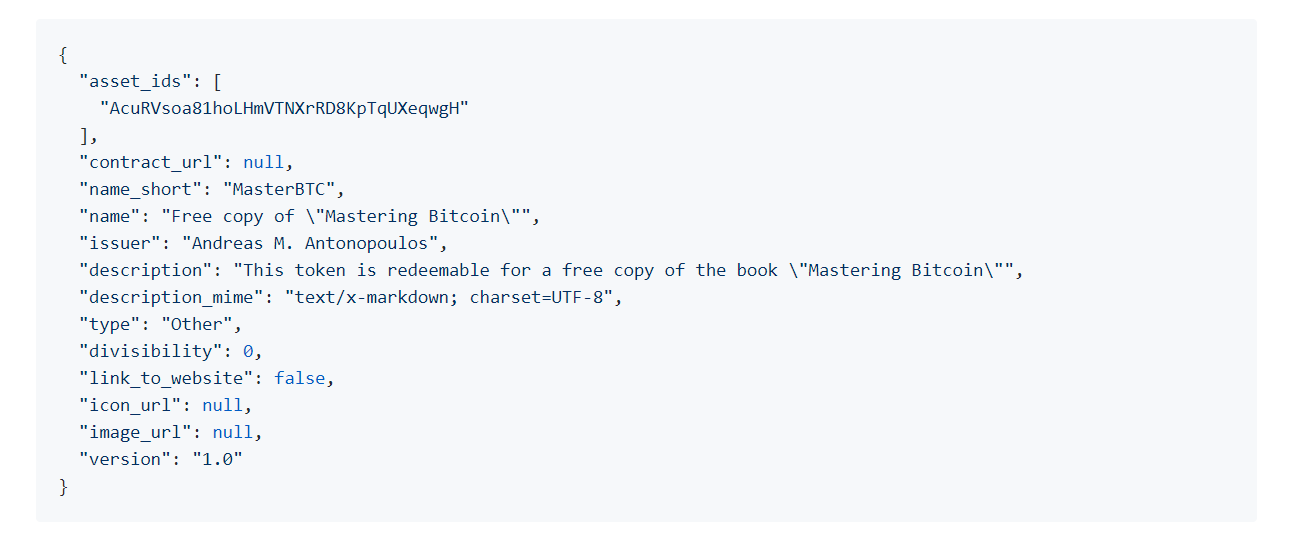 {
  "asset_ids": [
    "AcuRVsoa81hoLHmVTNXrRD8KpTqUXeqwgH"
  ],
  "contract_url": null,
  "name_short": "MasterBTC",
  "name": "Free copy of \"Mastering Bitcoin\"",
  "issuer": "Andreas M. Antonopoulos",
  "description": "This token is redeemable for a free copy of the book \"Mastering Bitcoin\"",
  "description_mime": "text/x-markdown; charset=UTF-8",
  "type": "Other",
  "divisibility": 0,
  "link_to_website": false,
  "icon_url": null,
  "image_url": null,
  "version": "1.0"
}